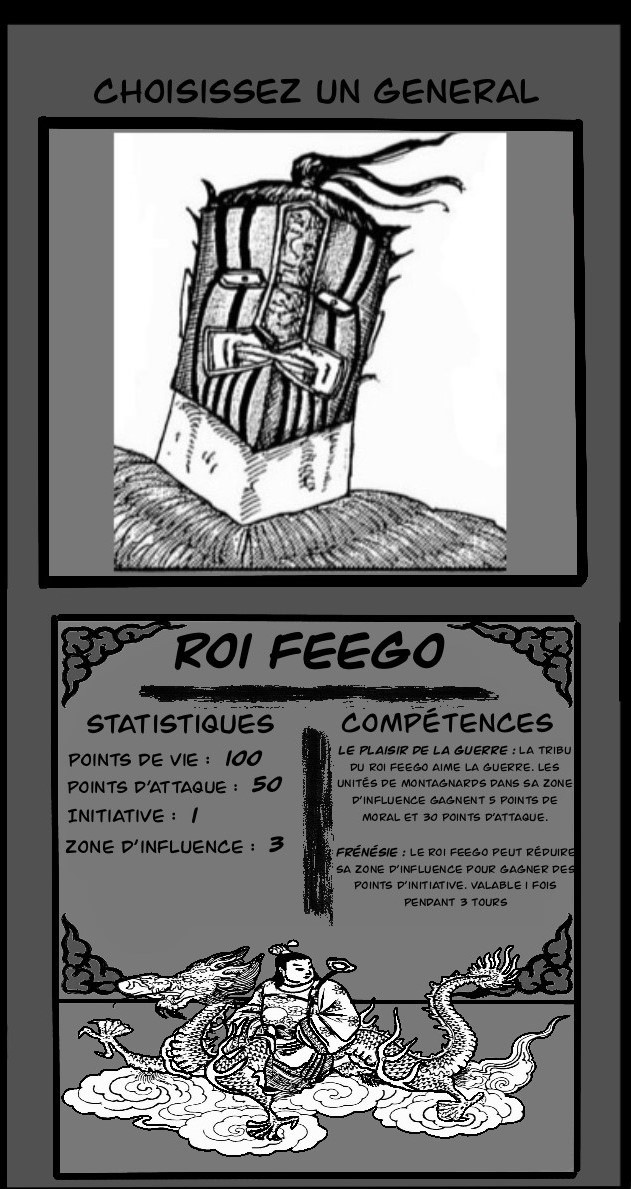 CHOISISSEZ UN GENERAL
ROI FEEGO
STATISTIQUES
POINTS DE VIE : 100
POINTS D'ATTAQUE : 50
INITIATIVE : 1
ZONE D'INFLUENCE : 3
COMPÉTENCES
LE PLAISIR DE LA GUERRE : LA TRIBU
DU ROI FEEGO AIME LA GUERRE. LES
UNITÉS DE MONTAGNARDS DANS SA ZONE
D'INFLUENCE GAGNENT 5 POINTS DE
MORAL ET 30 POINTS D'ATTAQUE.
FRÉNÉSIE : LE ROI FEEGO PEUT RÉDUIRE
SA ZONE D'INFLUENCE POUR GAGNER DES
POINTS D'INITIATIVE. VALABLE 1 FOIS
PENDANT 3 TOURS